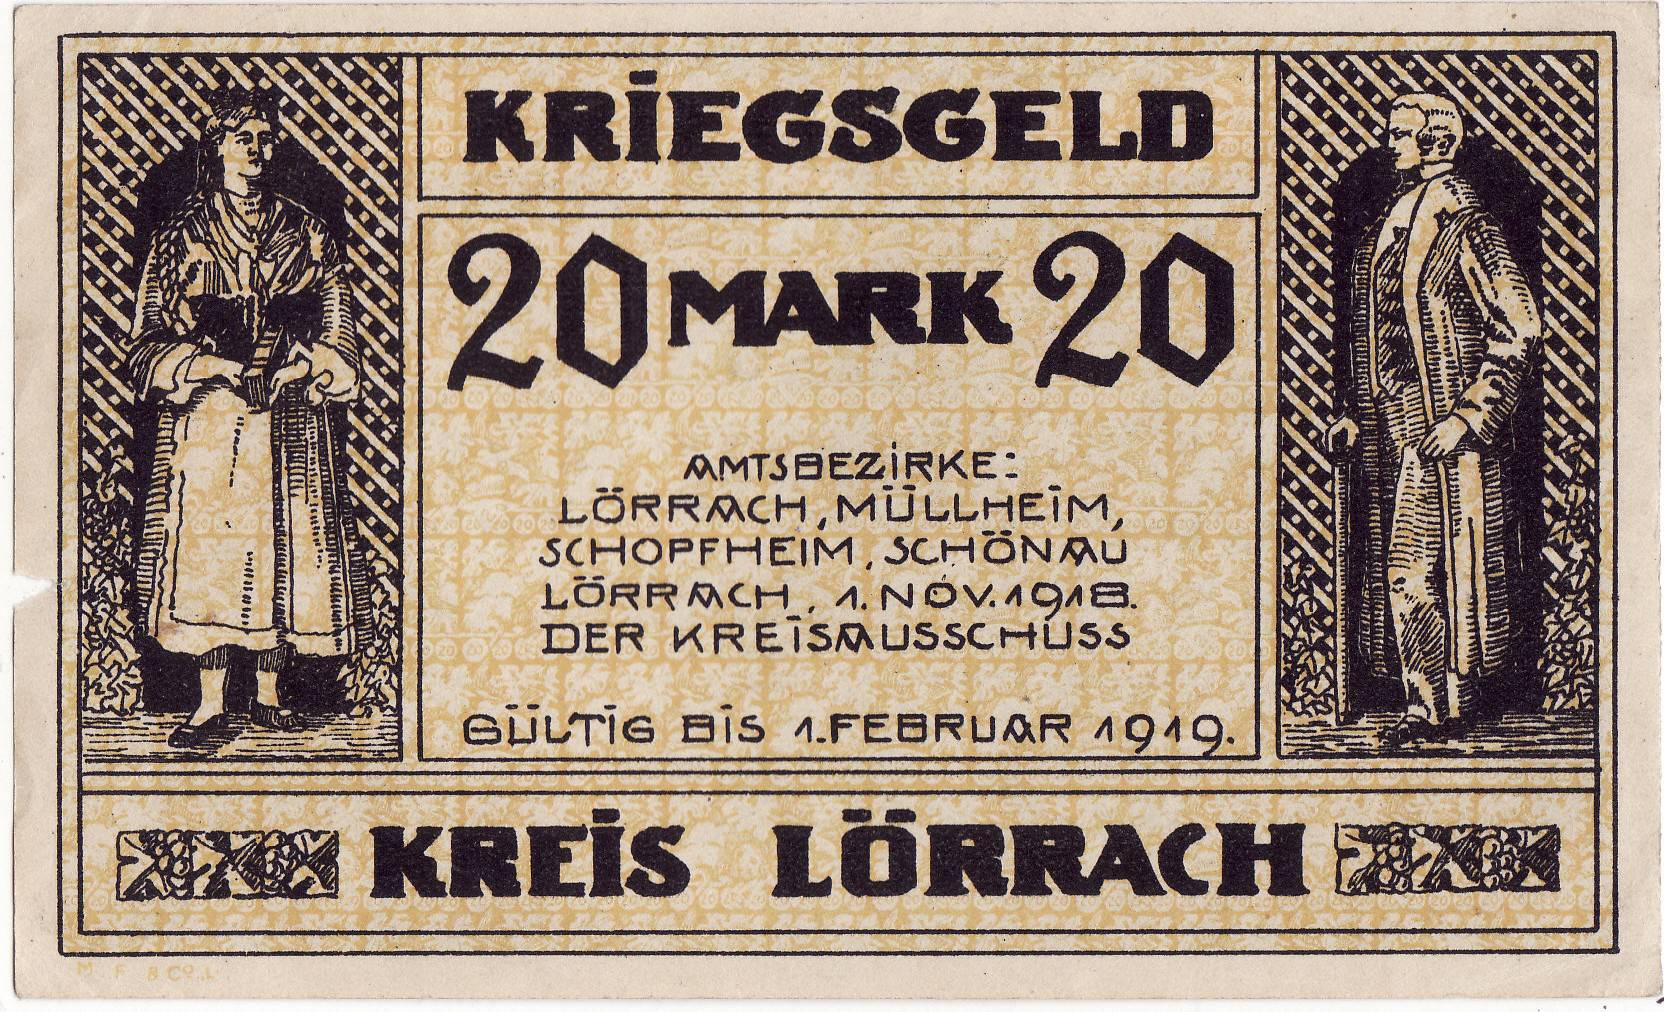 KRIEGSGELD
20 MARK 20
AMTSBEZIRKE:
LÖRRACH, MÜLLHEIM,
SCHOPFHEIM, SCHÖNAU
LÖRRACH, 1. NOV. 1918.
DER KREISAUSSCHUSS
GÜLTIG BIS 1. FEBRUAR 1919.
KREIS LÖRRACH
M F & Co. L